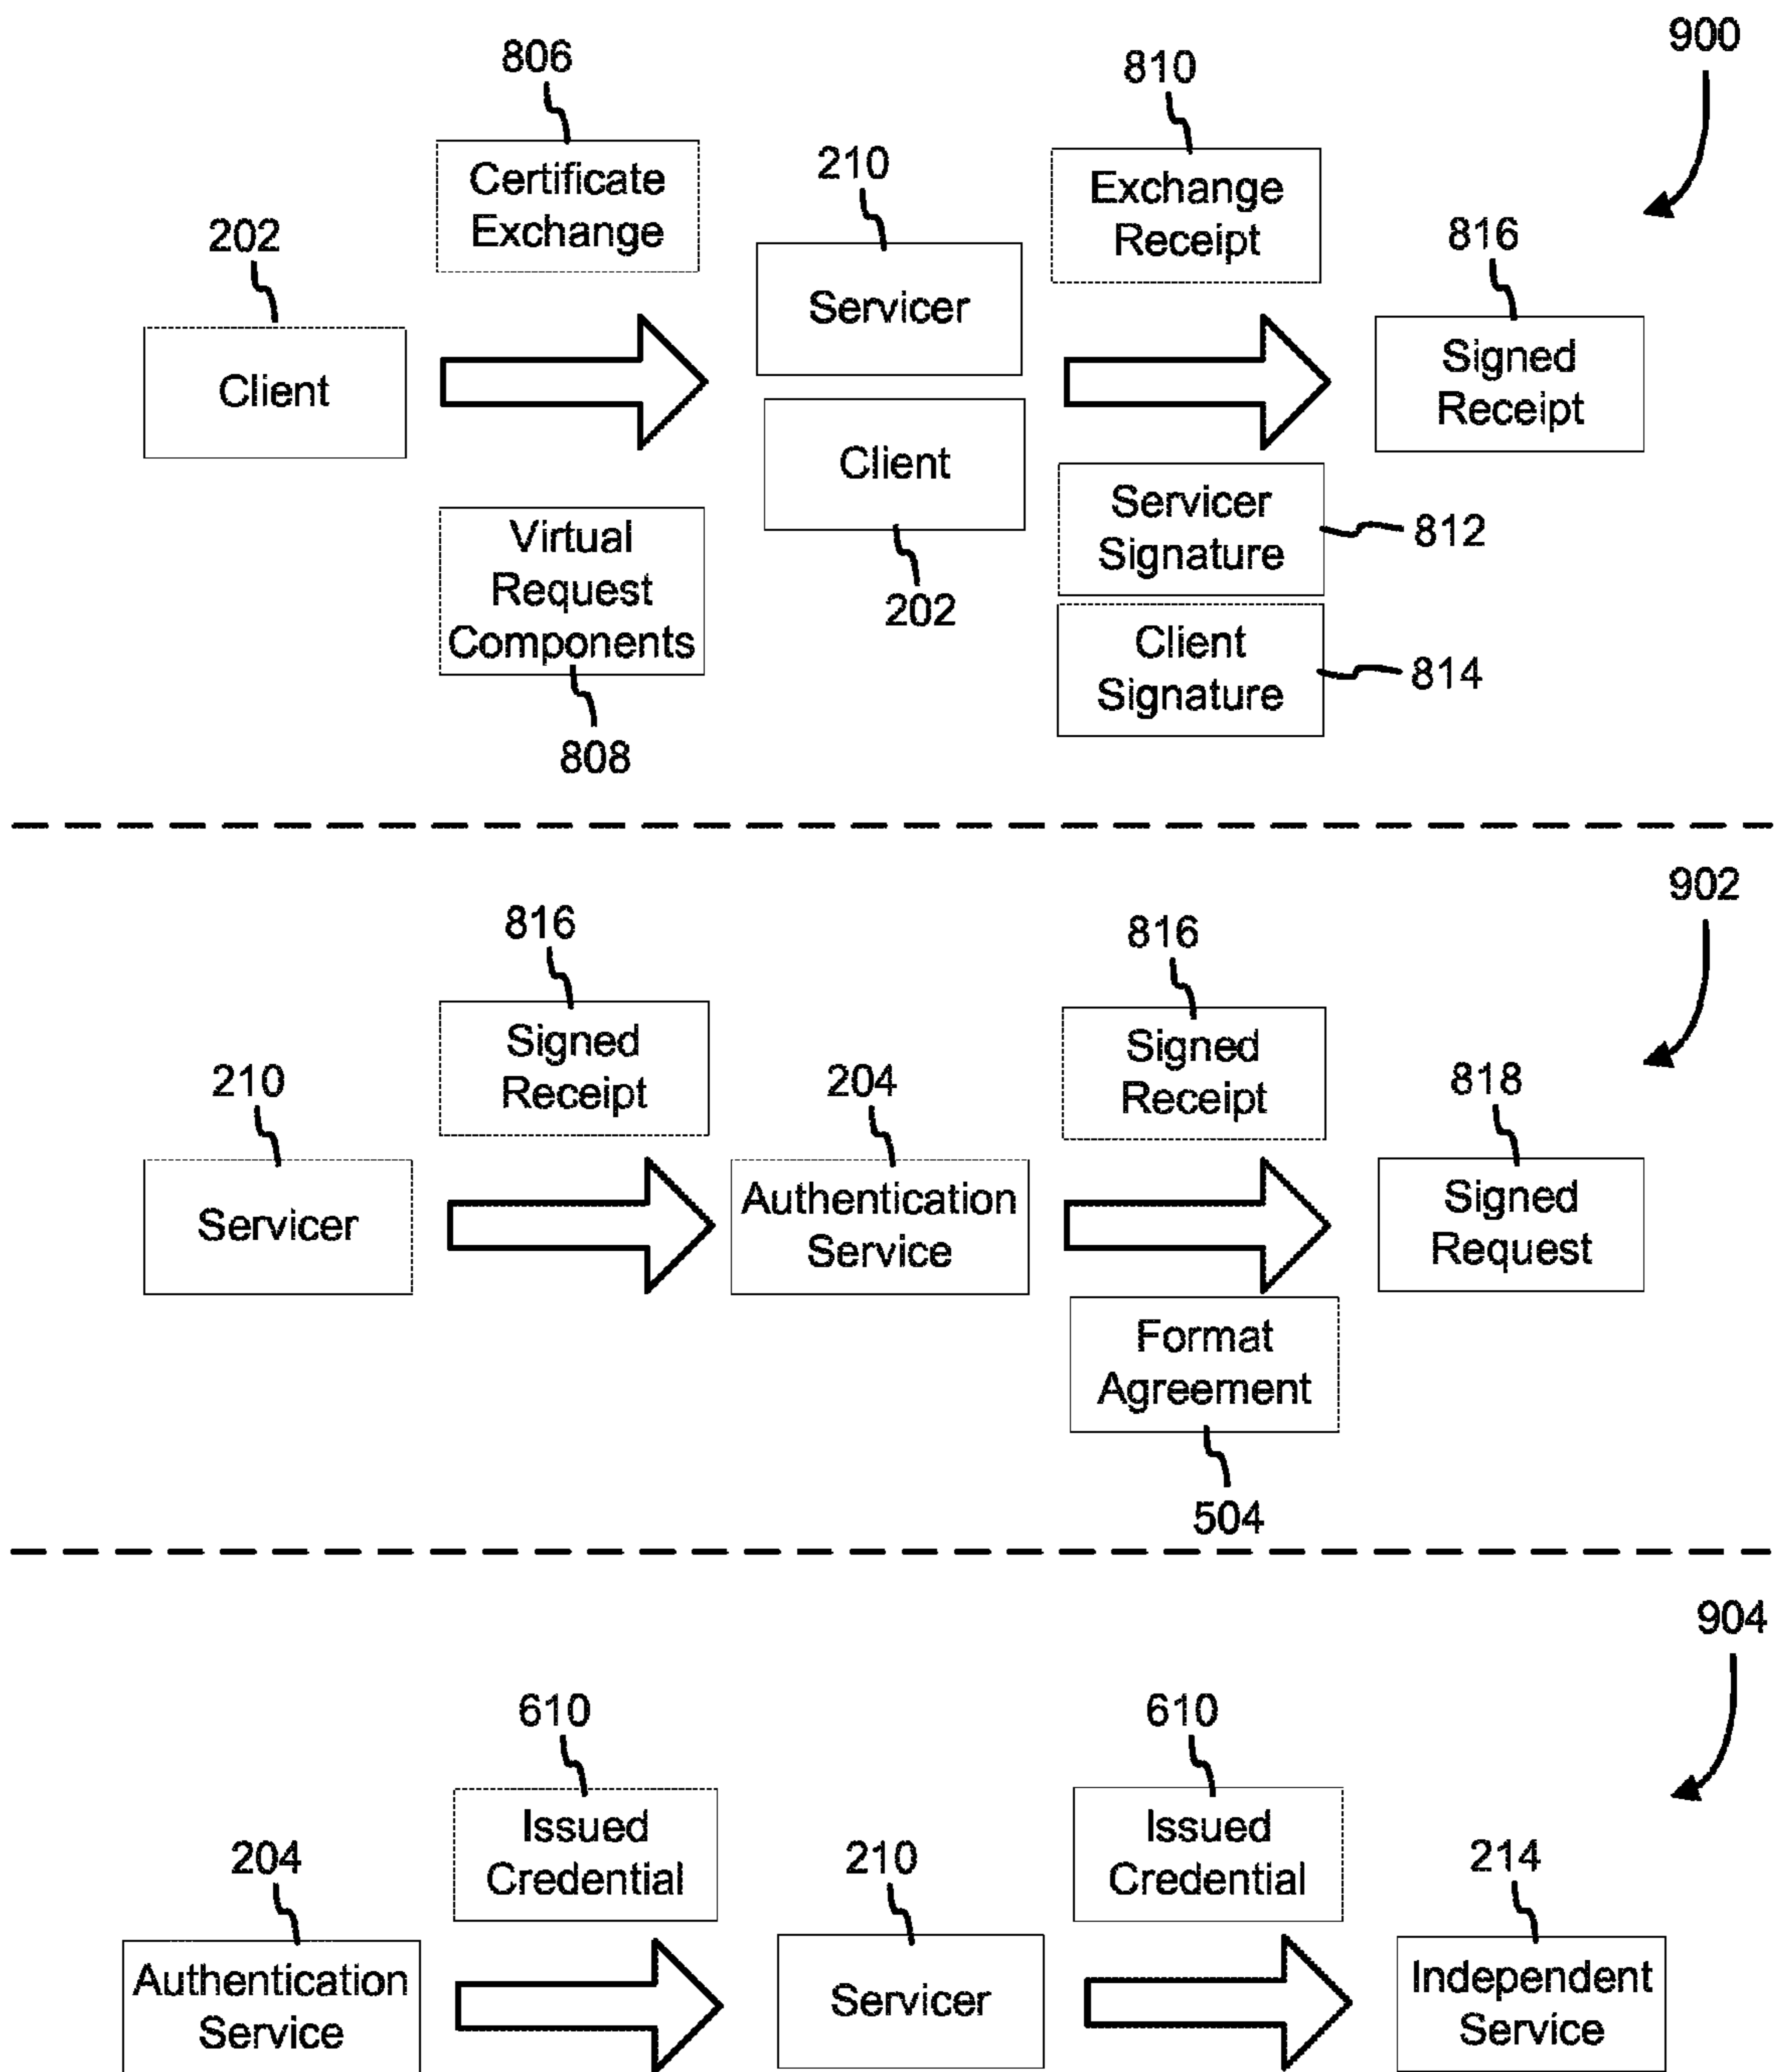 900
806
810
Certificate
Exchange
210
Exchange
Receipt
202
816
Servicer
Client
Signed
Receipt
Client
Servicer
Signature
812
Virtual
Request
Components
202
Client
Signature
814
808
902
816
816
Signed
Receipt
Signed
Receipt
210
204
818
Servicer
Authentication
Service
Signed
Request
Format
Agreement
504
904
610
610
Issued
Credential
Issued
Credential
204
210
214
Authentication
Service
Servicer
Independent
Service